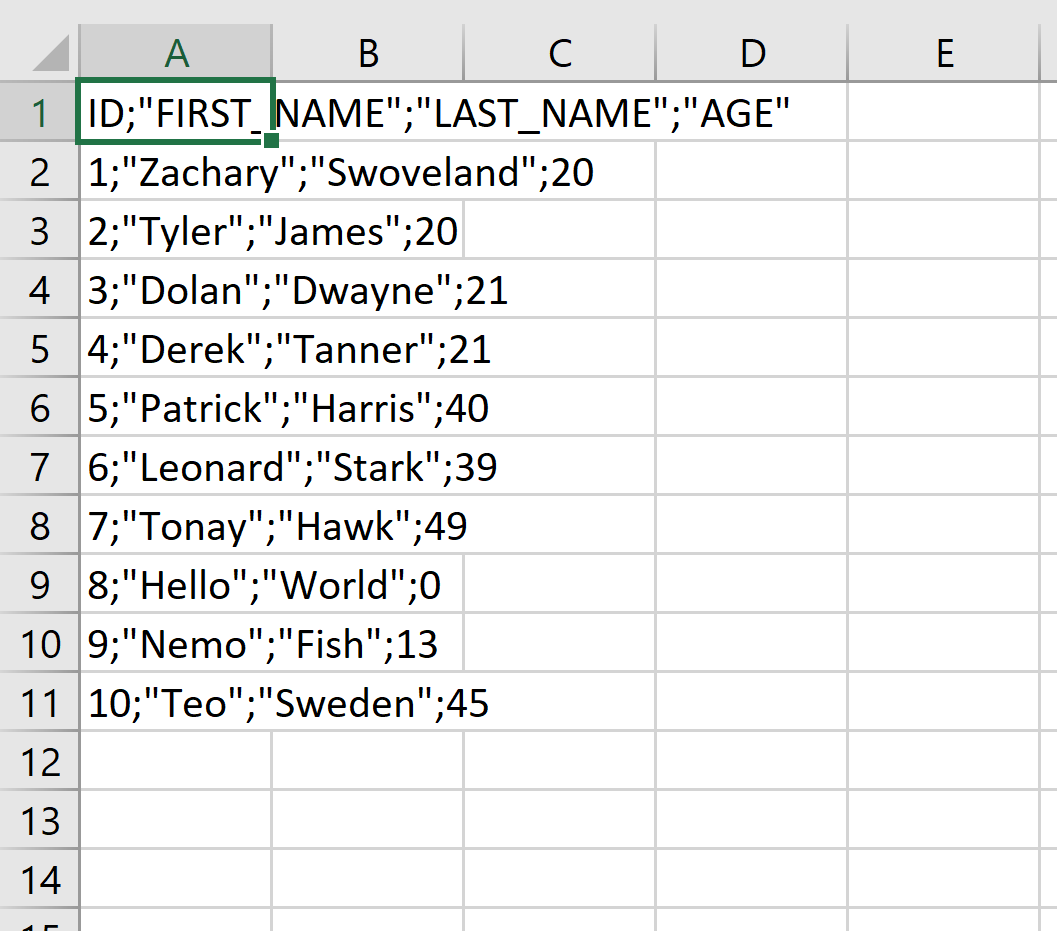 A B C D E
1 ID;"FIRST_NAME";"LAST_NAME";"AGE"
2 1;"Zachary";"Swoveland";20
3 2;"Tyler";"James";20
4 3;"Dolan";"Dwayne";21
5 4;"Derek";"Tanner";21
6 5;"Patrick";"Harris";40
7 6;"Leonard";"Stark";39
8 7;"Tonay";"Hawk";49
9 8;"Hello";"World";0
10 9;"Nemo";"Fish";13
11 10;"Teo";"Sweden";45
12
13
14
15